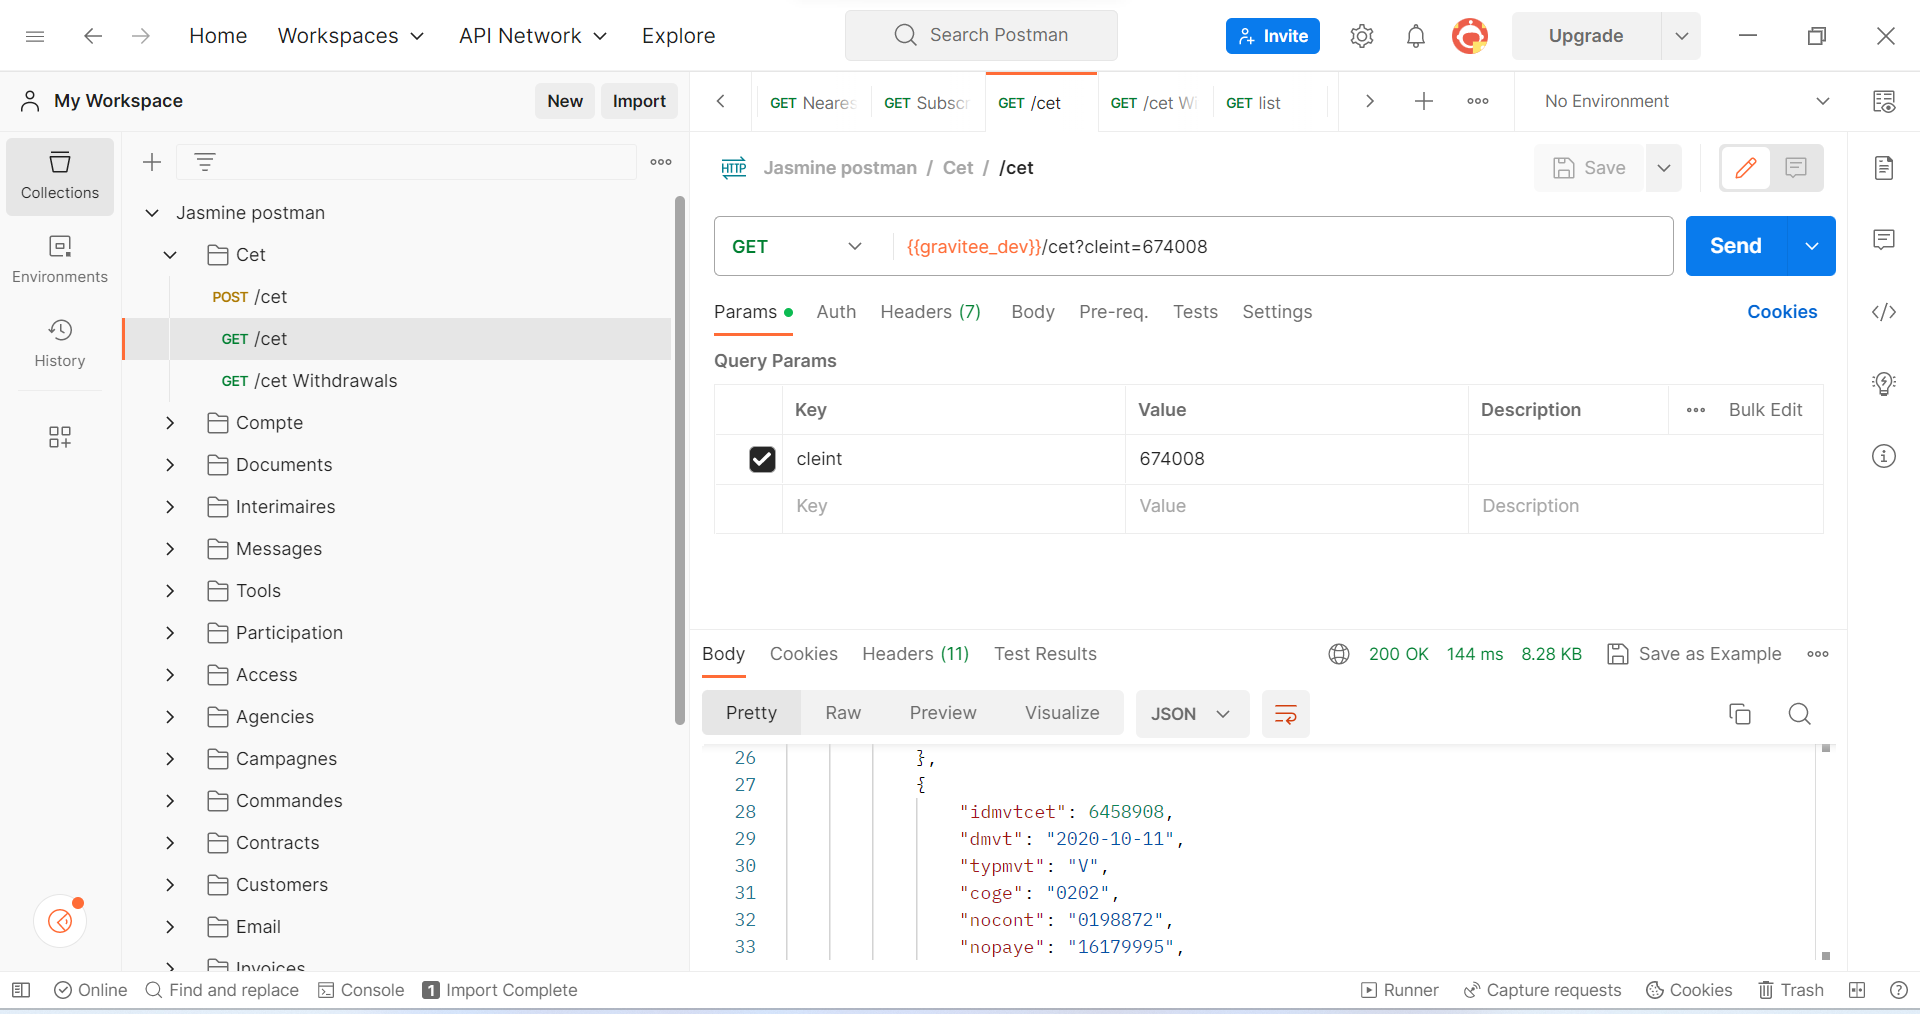 Home Workspaces API Network Explore Search Postman Invite Upgrade
My Workspace New Import GET Neares GET Subscr GET /cet GET /cet Wi GET list No Environment
Collections
Environments
History
Jasmine postman
Cet
POST /cet
GET /cet
GET /cet Withdrawals
Compte
Documents
Interimaires
Messages
Tools
Participation
Access
Agencies
Campagnes
Commandes
Contracts
Customers
Email
Invoices
HTTP Jasmine postman / Cet / /cet Save
GET {{gravitee_dev}}/cet?cleint=674008 Send
Params Auth Headers (7) Body Pre-req. Tests Settings Cookies
Query Params
Key Value Description Bulk Edit
cleint 674008
Key Value Description
Body Cookies Headers (11) Test Results 200 OK 144 ms 8.28 KB Save as Example
Pretty Raw Preview Visualize JSON
26 },
27 {
28 "idmvtcet": 6458908,
29 "dmvt": "2020-10-11",
30 "typmvt": "V",
31 "coge": "0202",
32 "nocont": "0198872",
33 "nopaye": "16179995",
Online Find and replace Console 1 Import Complete Runner Capture requests Cookies Trash